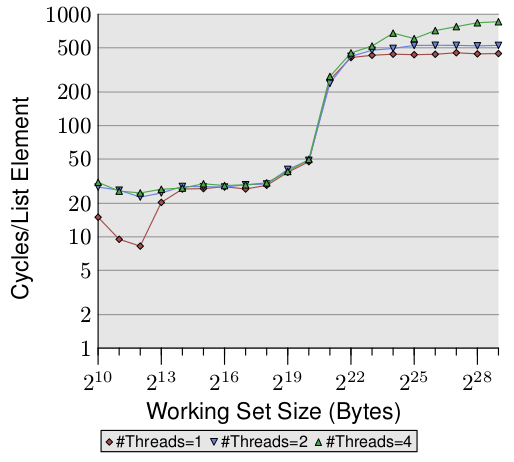 1000
500
200
100
50
20
10
5
2
1
Cycles/List Element
2^10 2^13 2^16 2^19 2^22 2^25 2^28
Working Set Size (Bytes)
#Threads=1 #Threads=2 #Threads=4